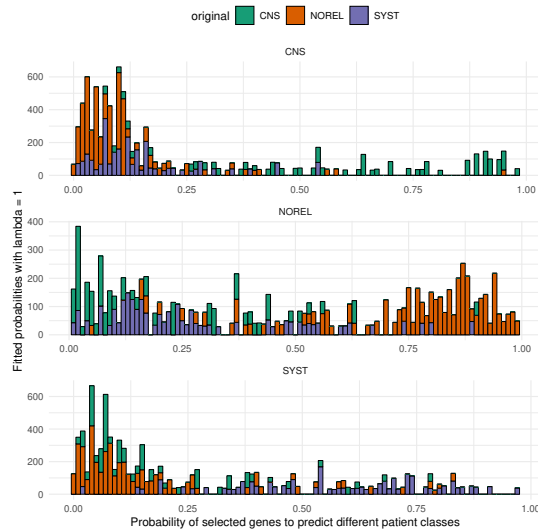 original CNS NOREL SYST
CNS
600
400
200
0
0.00 0.25 0.50 0.75 1.00
NOREL
400
300
200
100
0
0.00 0.25 0.50 0.75 1.00
SYST
600
400
200
0
0.00 0.25 0.50 0.75 1.00
Fitted probabilities with lambda = 1
Probability of selected genes to predict different patient classes